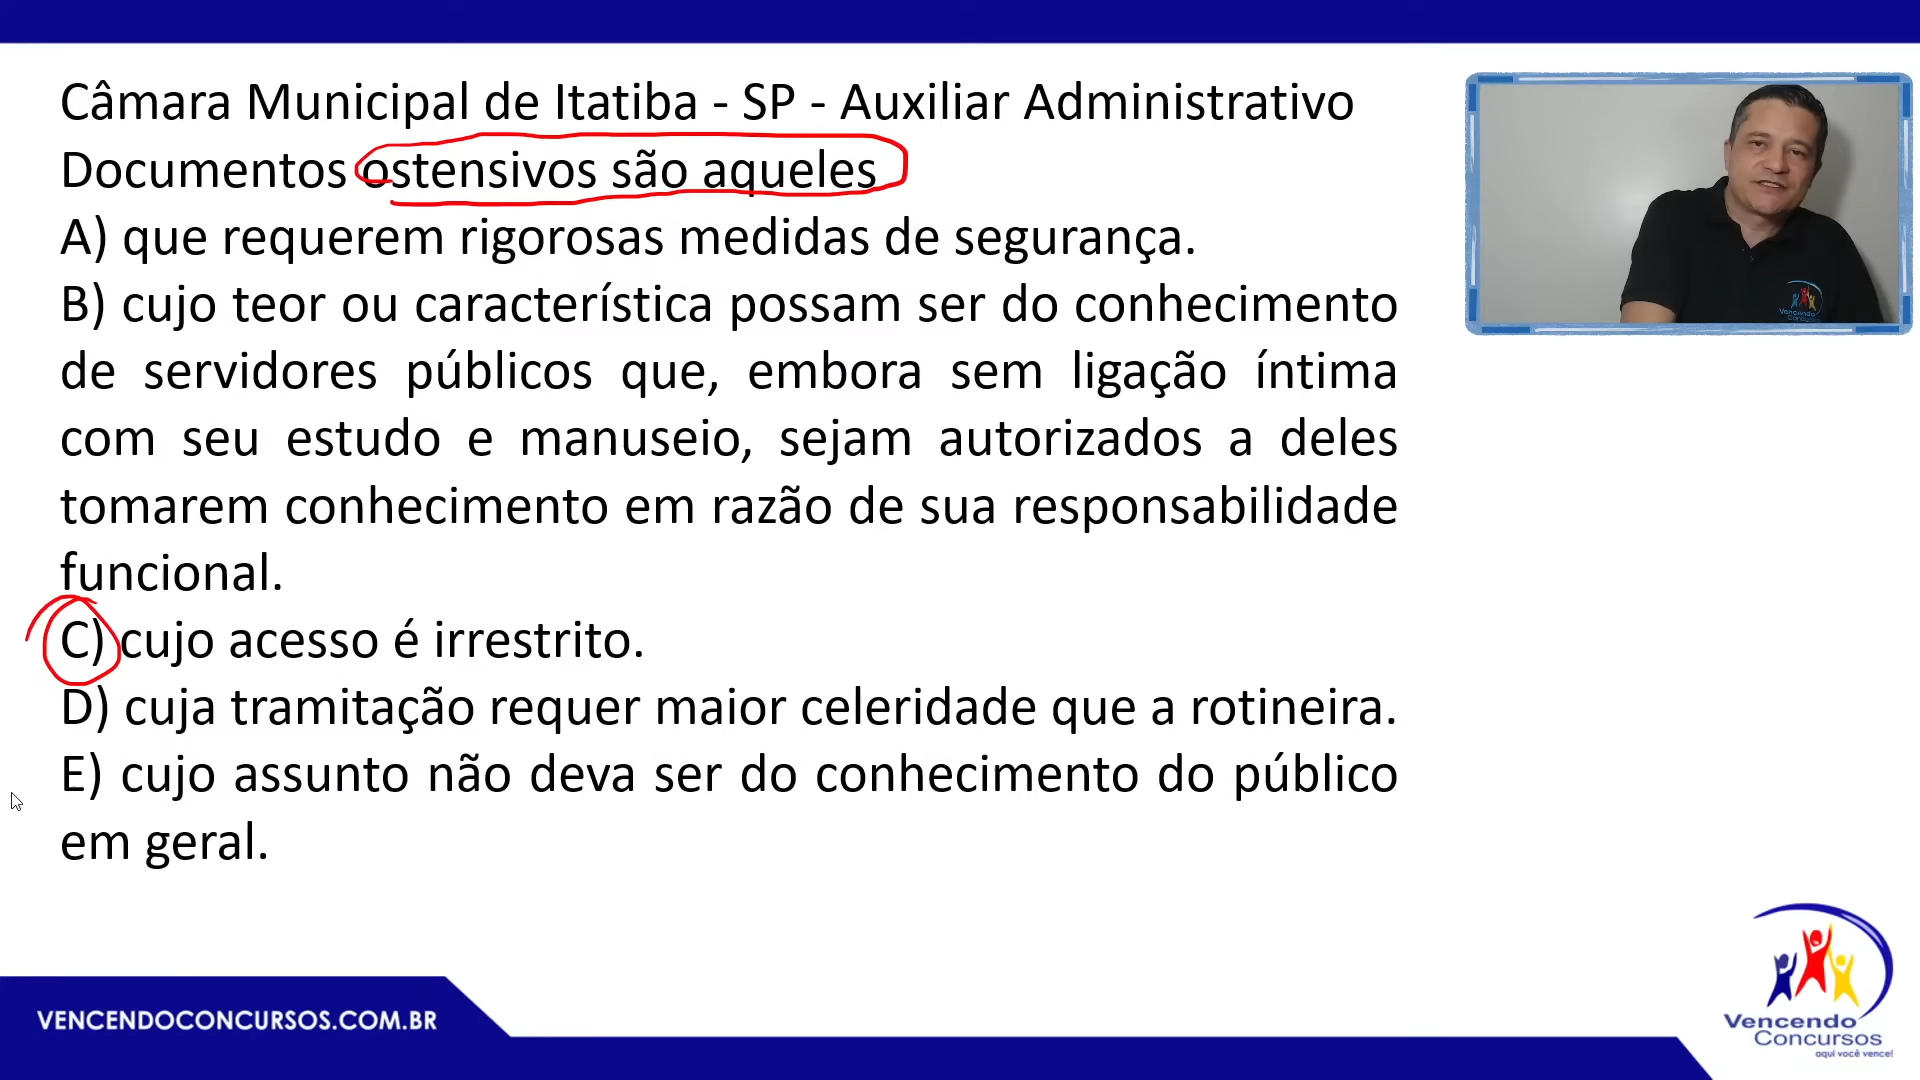 Câmara Municipal de Itatiba - SP - Auxiliar Administrativo
Documentos ostensivos são aqueles
A) que requerem rigorosas medidas de segurança.
B) cujo teor ou característica possam ser do conhecimento
de servidores públicos que, embora sem ligação íntima
com seu estudo e manuseio, sejam autorizados a deles
tomarem conhecimento em razão de sua responsabilidade
funcional.
C) cujo acesso é irrestrito.
D) cuja tramitação requer maior celeridade que a rotineira.
E) cujo assunto não deva ser do conhecimento do público
em geral.
Vencendo
Concursos
VENCENDOCONCURSOS.COM.BR
Vencendo
Concursos
aqui você vence!